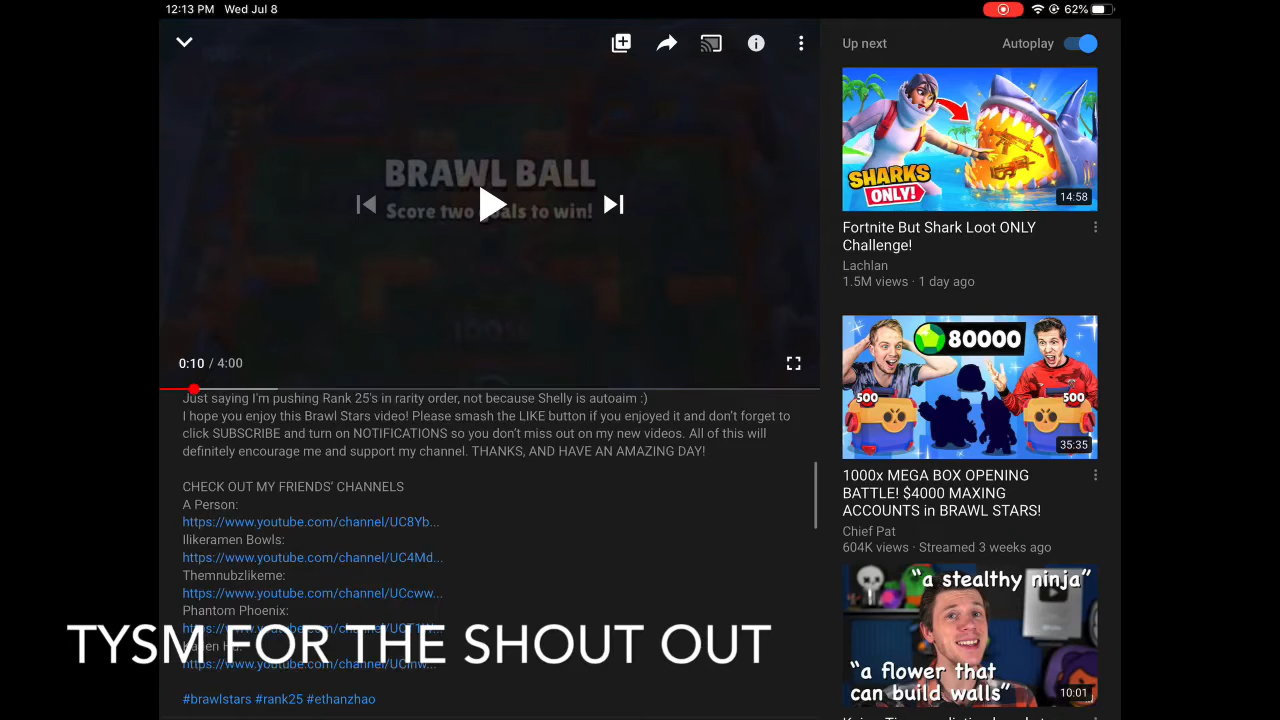 12:13 PM Wed Jul 8
62%
BRAWL BALL
Score two goals to win!
0:10 / 4:00
Just saying I'm pushing Rank 25's in rarity order, not because Shelly is autoaim :)
I hope you enjoy this Brawl Stars video! Please smash the LIKE button if you enjoyed it and don't forget to
click SUBSCRIBE and turn on NOTIFICATIONS so you don't miss out on my new videos. All of this will
definitely encourage me and support my channel. THANKS, AND HAVE AN AMAZING DAY!
CHECK OUT MY FRIENDS' CHANNELS
A Person:
https://www.youtube.com/channel/UC8Yb...
Ilikeramen Bowls:
https://www.youtube.com/channel/UC4Md...
Themnubzlikeme:
https://www.youtube.com/channel/UCcww...
Phantom Phoenix:
TYSM FOR THE SHOUT OUT
#brawlstars #rank25 #ethanzhao
Up next
Autoplay
SHARKS
ONLY!
14:58
Fortnite But Shark Loot ONLY
Challenge!
Lachlan
1.5M views · 1 day ago
80000
500
500
35:35
1000x MEGA BOX OPENING
BATTLE! $4000 MAXING
ACCOUNTS in BRAWL STARS!
Chief Pat
604K views · Streamed 3 weeks ago
"a stealthy ninja"
"a flower that
can build walls"
10:01